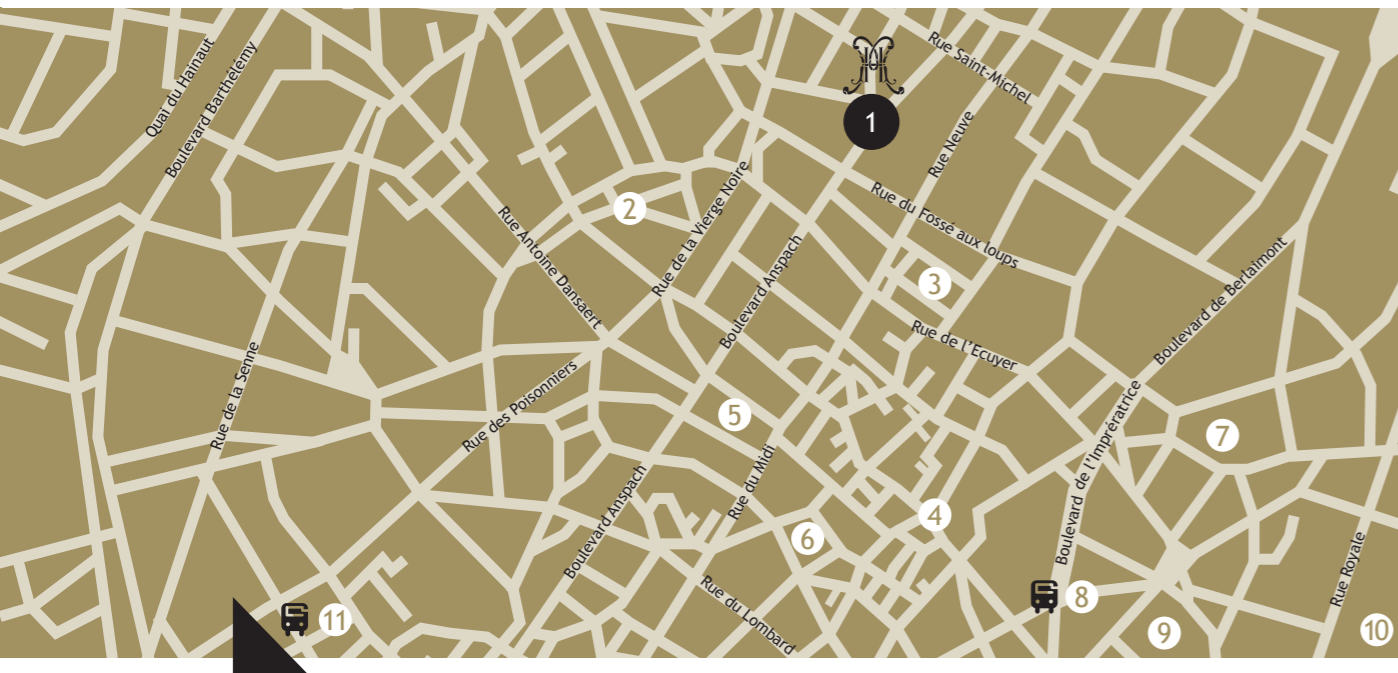 Quai du Hainaut
Boulevard Barthélémy
Rue Saint-Michel
1
Rue Neuve
2
Rue Antoine Dansaert
Rue de la Vierge Noire
Rue du Fossé aux loups
Boulevard Anspach
3
Boulevard de Berlaimont
Rue de l'Ecuyer
Rue de la Senne
Rue des Poisonniers
5
Boulevard de l'Imprératrice
7
Rue du Midi
Boulevard Anspach
4
6
Rue du Lombard
8
Rue Royale
11
9
10